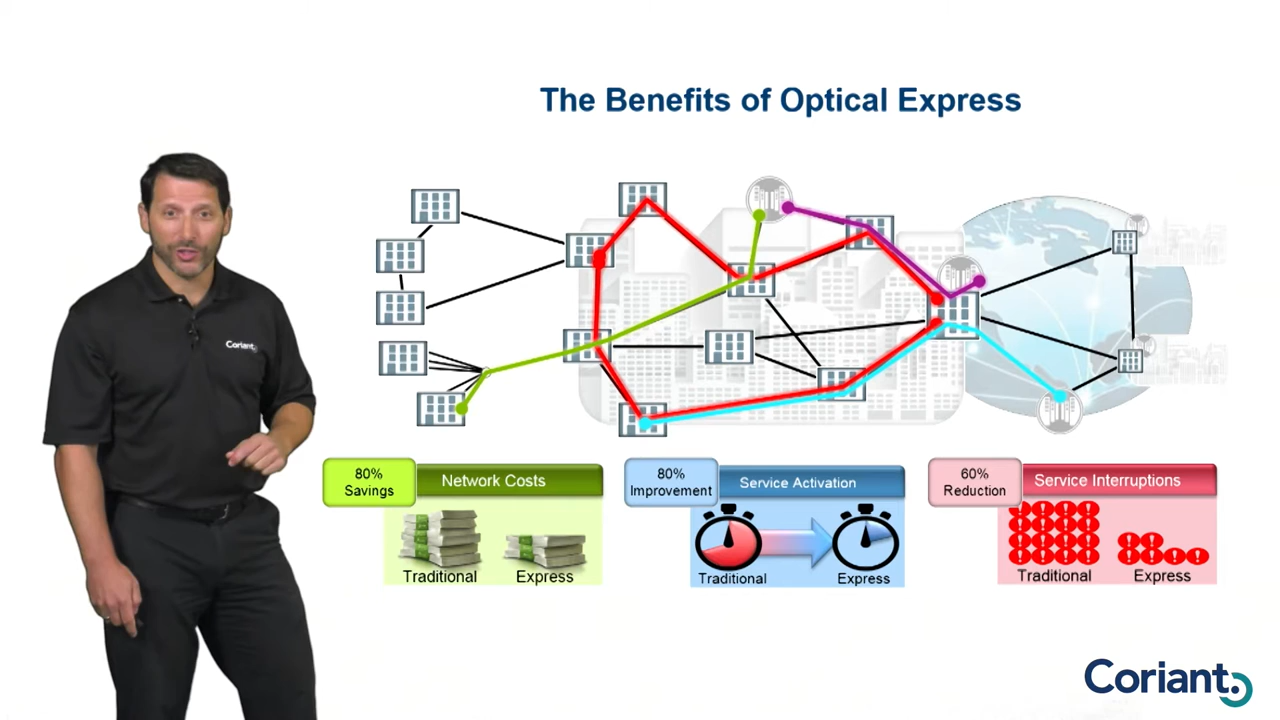 The Benefits of Optical Express
Coriant
80%
Savings
Network Costs
Traditional
Express
80%
Improvement
Service Activation
Traditional
Express
60%
Reduction
Service Interruptions
Traditional
Express
Coriant